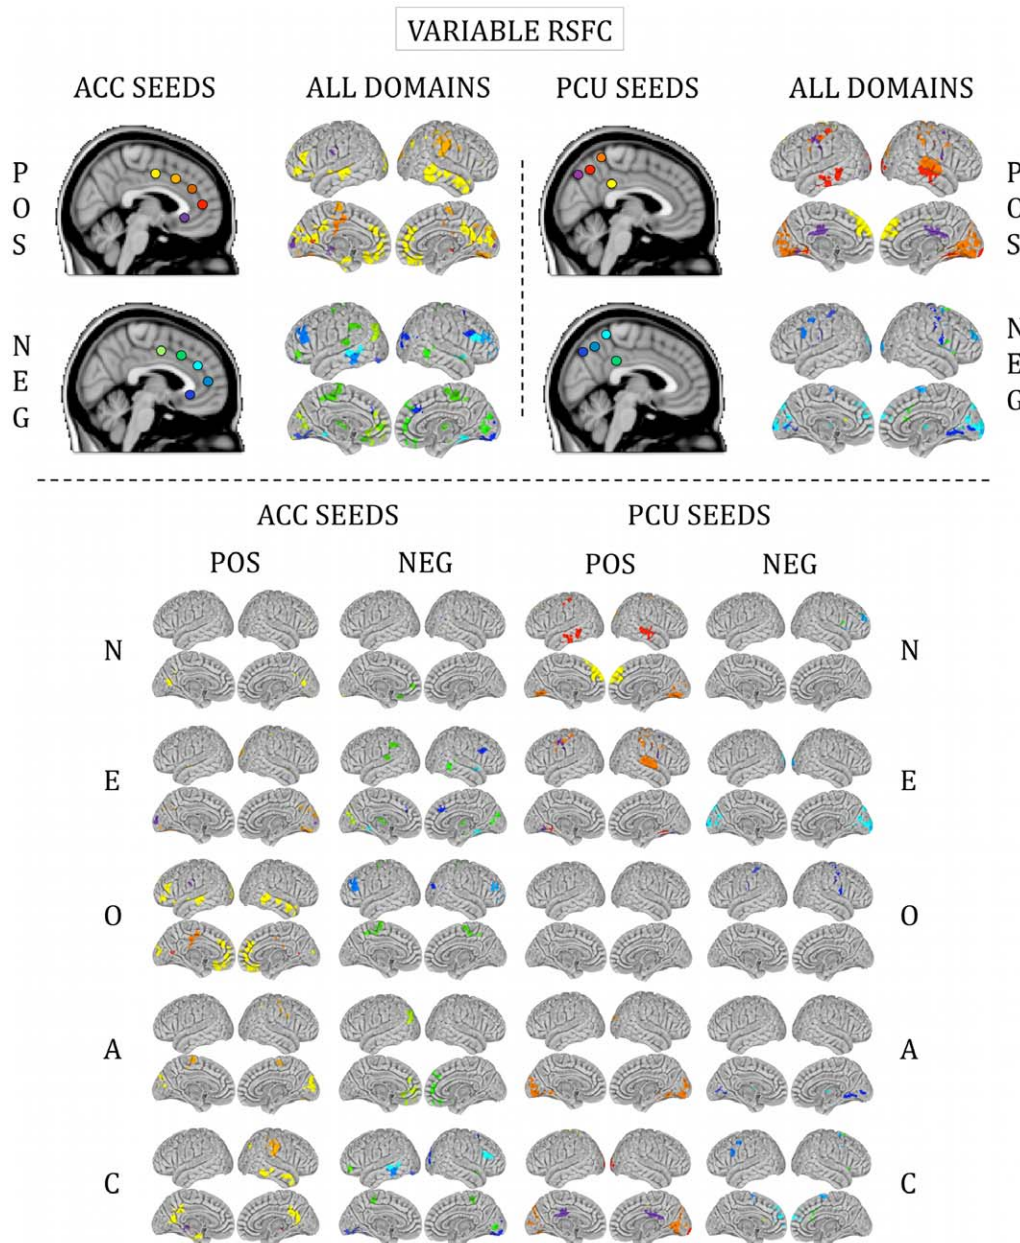 VARIABLE RSFC
ACC SEEDS ALL DOMAINS PCU SEEDS ALL DOMAINS
P
O
S
P
O
S
N
E
G
N
E
G
ACC SEEDS PCU SEEDS
POS NEG POS NEG
N N
E E
O O
A A
C C